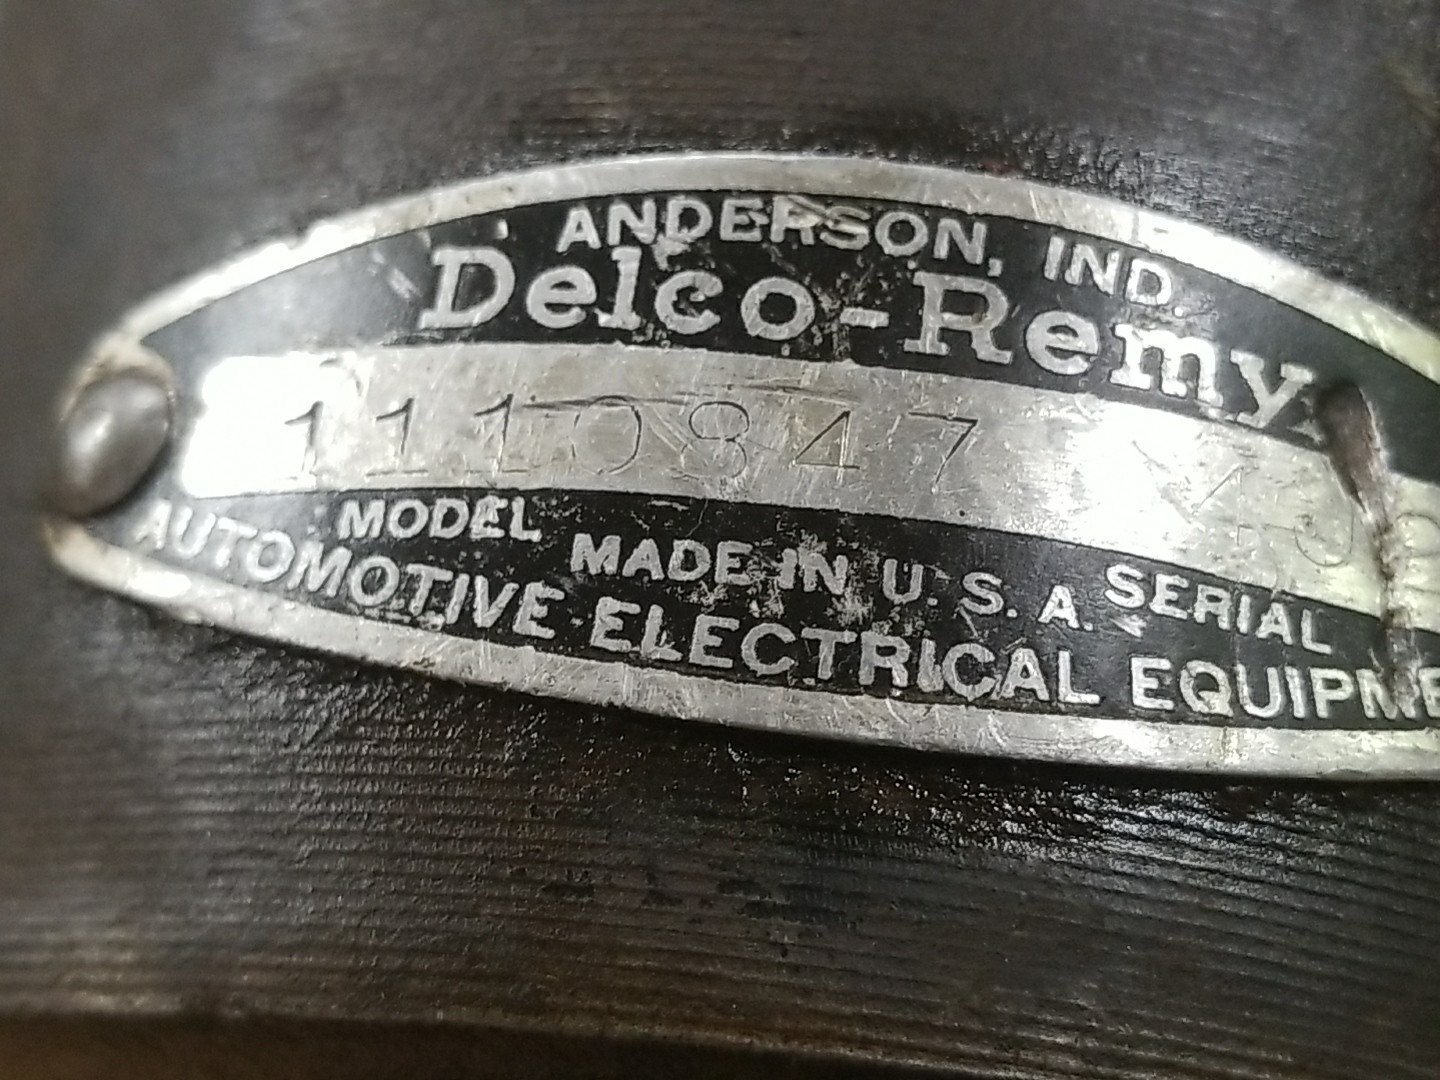 ANDERSON, IND.
Delco-Remy
1110847
MODEL MADE IN U. S. A. SERIAL
AUTOMOTIVE ELECTRICAL